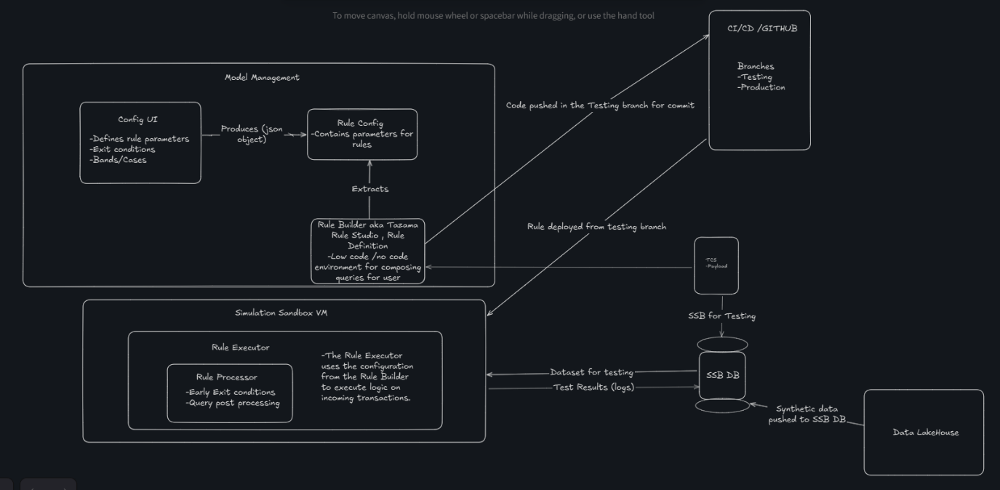 To move canvas, hold mouse wheel or spacebar while dragging, or use the hand tool
CI/CD /GITHUB
Branches
-Testing
-Production
Model Management
Config UI
-Defines rule parameters
-Exit conditions
-Bands/Cases
Produces (json
object)
Rule Config
-Contains parameters for
rules
Extracts
Rule Builder aka Tazama
Rule Studio , Rule
Definition
-Low code /no code
environment for composing
queries for user
Code pushed in the Testing branch for commit
Rule deployed from testing branch
TCS
-Payload
SSB for Testing
Simulation Sandbox VM
Rule Executor
Rule Processor
-Early Exit conditions
-Query post processing
-The Rule Executor
uses the configuration
from the Rule Builder
to execute logic on
incoming transactions.
Dataset for testing
Test Results (logs)
SSB DB
Synthetic data
pushed to SSB DB
Data LakeHouse